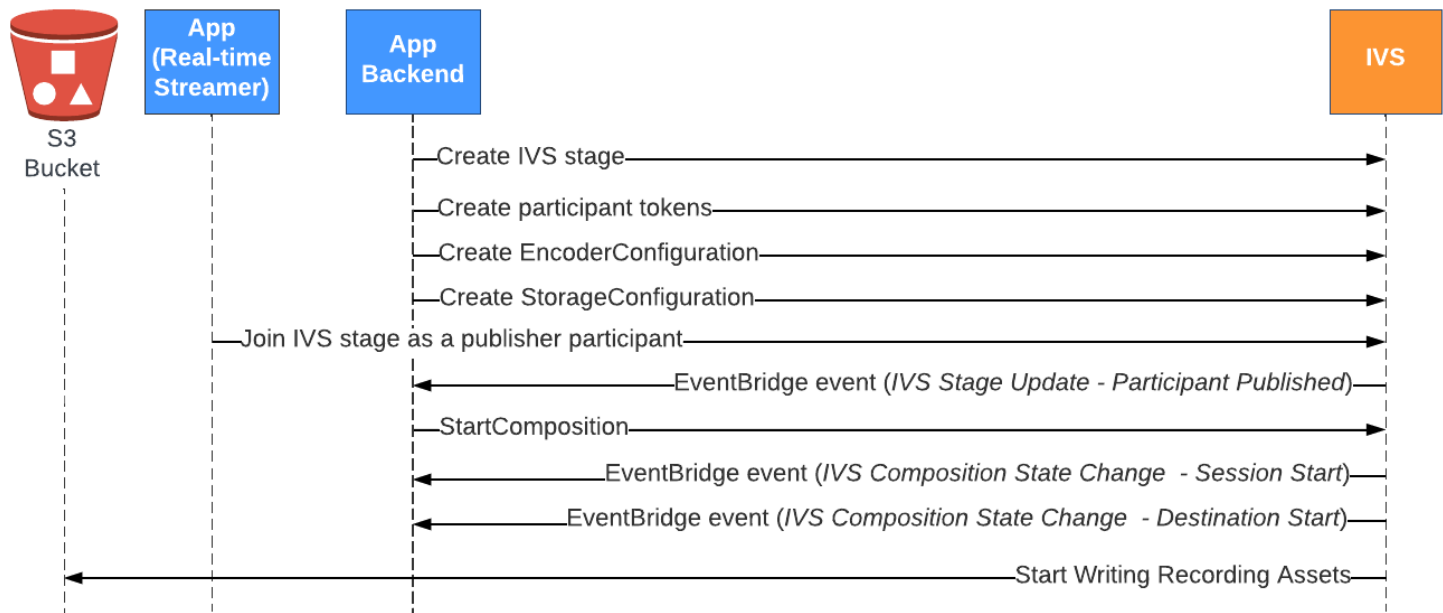 App
(Real-time
Streamer)
App
Backend
IVS
S3
Bucket
Create IVS stage
Create participant tokens
Create EncoderConfiguration
Create StorageConfiguration
Join IVS stage as a publisher participant
EventBridge event (IVS Stage Update - Participant Published)
StartComposition
EventBridge event (IVS Composition State Change - Session Start)
EventBridge event (IVS Composition State Change - Destination Start)
Start Writing Recording Assets